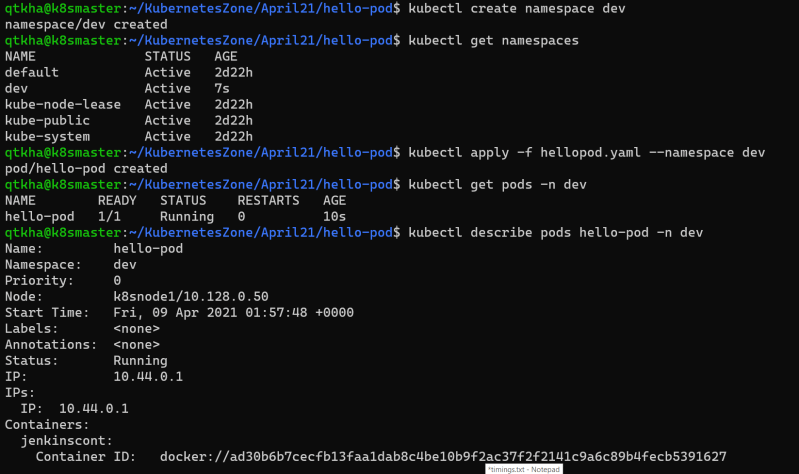 qtkha@k8smaster:~/KubernetesZone/April21/hello-pod$ kubectl create namespace dev
namespace/dev created
qtkha@k8smaster:~/KubernetesZone/April21/hello-pod$ kubectl get namespaces
NAME              STATUS   AGE
default           Active   2d22h
dev               Active   7s
kube-node-lease   Active   2d22h
kube-public       Active   2d22h
kube-system       Active   2d22h
qtkha@k8smaster:~/KubernetesZone/April21/hello-pod$ kubectl apply -f hellopod.yaml --namespace dev
pod/hello-pod created
qtkha@k8smaster:~/KubernetesZone/April21/hello-pod$ kubectl get pods -n dev
NAME        READY   STATUS    RESTARTS   AGE
hello-pod   1/1     Running   0          10s
qtkha@k8smaster:~/KubernetesZone/April21/hello-pod$ kubectl describe pods hello-pod -n dev
Name:         hello-pod
Namespace:    dev
Priority:     0
Node:         k8snode1/10.128.0.50
Start Time:   Fri, 09 Apr 2021 01:57:48 +0000
Labels:       <none>
Annotations:  <none>
Status:       Running
IP:           10.44.0.1
IPs:
  IP:  10.44.0.1
Containers:
  jenkinscont:
    Container ID:   docker://ad30b6b7cecfb13faa1dab8c4be10b9f2ac37f2f2141c9a6c89b4fecb5391627
*timings.txt - Notepad